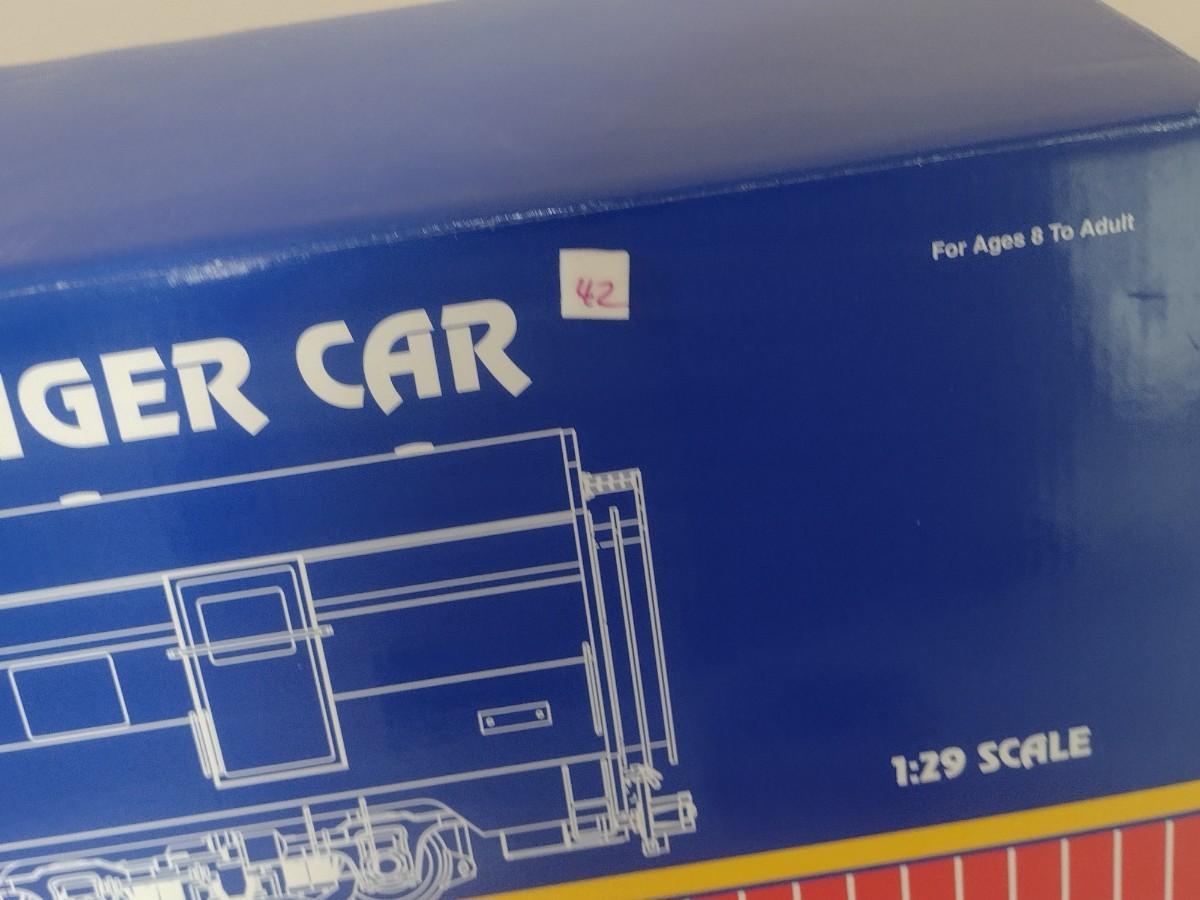 For Ages 8 To Adult
42
NGER CAR
1:29 SCALE